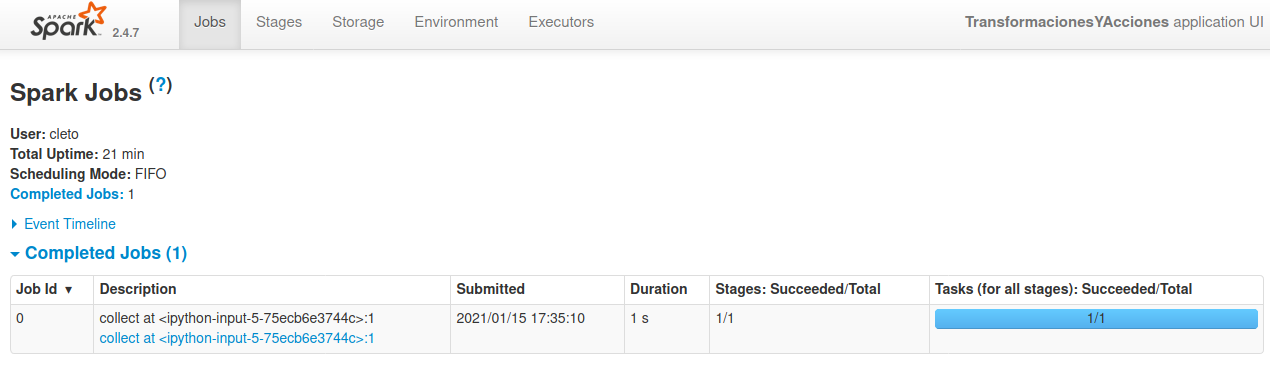 APACHE
Spark 2.4.7
Jobs Stages Storage Environment Executors TransformacionesYAcciones application UI
Spark Jobs (?)
User: cleto
Total Uptime: 21 min
Scheduling Mode: FIFO
Completed Jobs: 1
Event Timeline
Completed Jobs (1)
Job Id ▼ Description Submitted Duration Stages: Succeeded/Total Tasks (for all stages): Succeeded/Total
0 collect at <ipython-input-5-75ecb6e3744c>:1 2021/01/15 17:35:10 1 s 1/1 1/1
collect at <ipython-input-5-75ecb6e3744c>:1